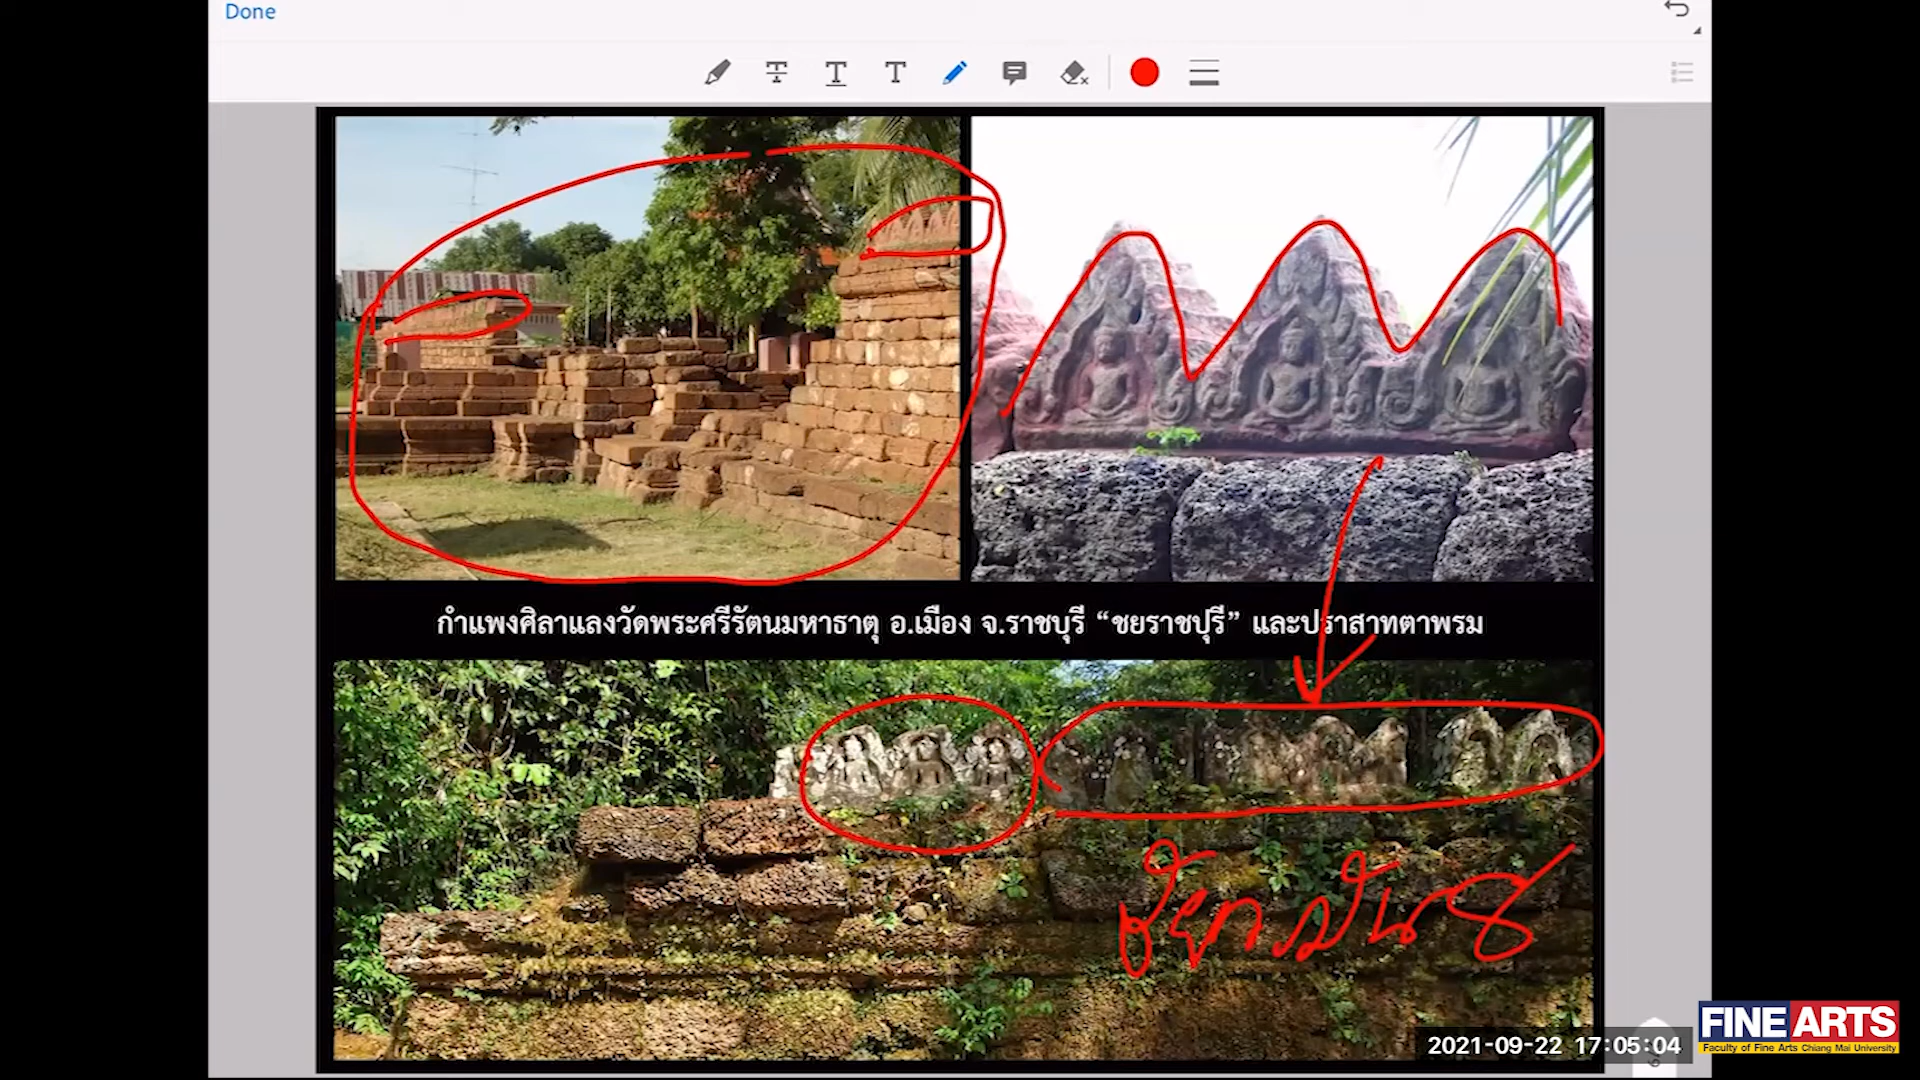 Done
กำแพงศิลาแลงวัดพระศรีรัตนมหาธาตุ อ.เมือง จ.ราชบุรี “ชยราชปุรี” และปราสาทตาพรม
FINE ARTS
Faculty of Fine Arts Chiang Mai University
2021-09-22 17:05:04